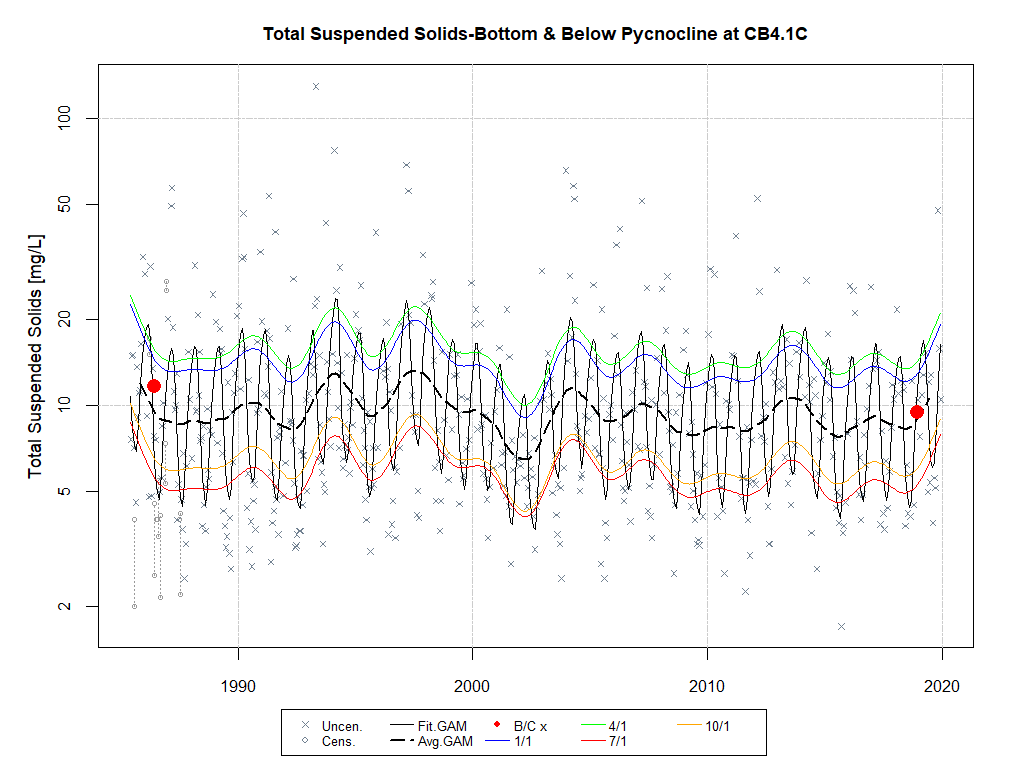 Total Suspended Solids-Bottom & Below Pycnocline at CB4.1C
Total Suspended Solids [mg/L]
100
50
20
10
5
2
1990 2000 2010 2020
Uncen. Fit.GAM B/C x 4/1 10/1
Cens. Avg.GAM 1/1 7/1